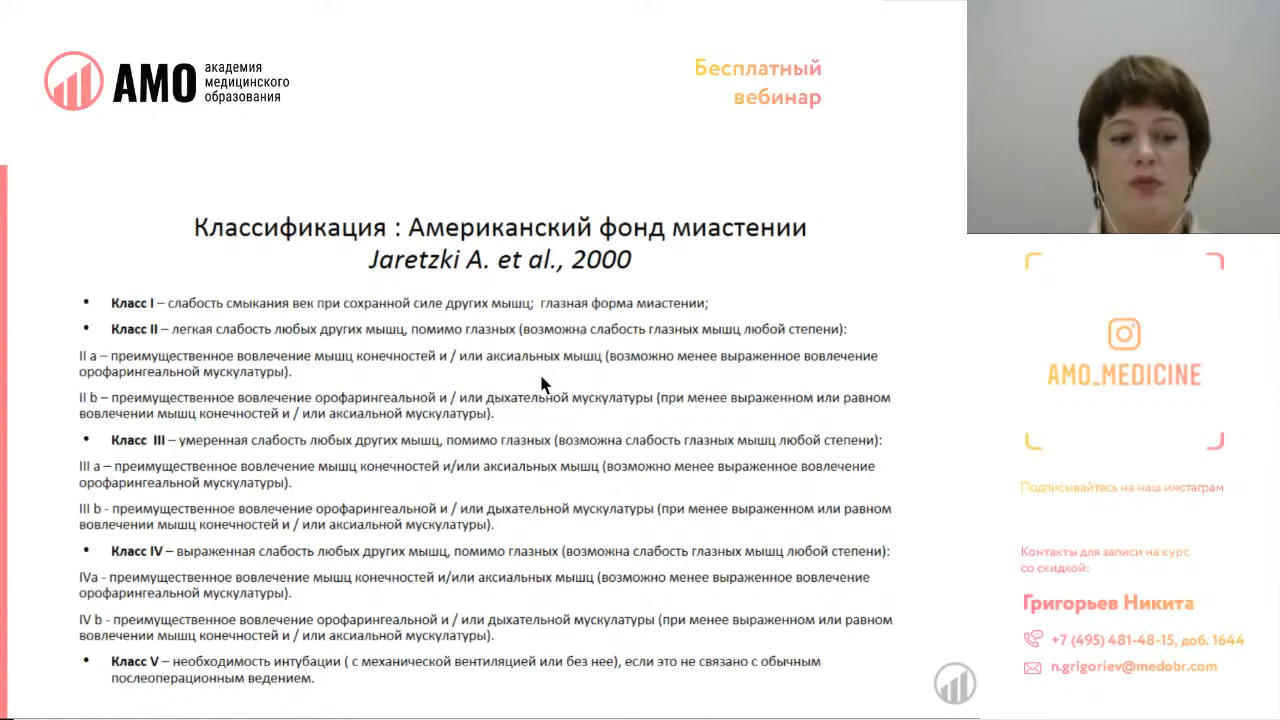 АМО
академия
медицинского
образования
Бесплатный
вебинар
Классификация : Американский фонд миастении
Jaretzki A. et al., 2000
• Класс I – слабость смыкания век при сохранной силе других мышц; глазная форма миастении;
• Класс II – легкая слабость любых других мышц, помимо глазных (возможна слабость глазных мышц любой степени):
II a – преимущественное вовлечение мышц конечностей и / или аксиальных мышц (возможно менее выраженное вовлечение
орофарингеальной мускулатуры).
II b – преимущественное вовлечение орофарингеальной и / или дыхательной мускулатуры (при менее выраженном или равном
вовлечении мышц конечностей и / или аксиальной мускулатуры).
• Класс III – умеренная слабость любых других мышц, помимо глазных (возможна слабость глазных мышц любой степени):
III a – преимущественное вовлечение мышц конечностей и/или аксиальных мышц (возможно менее выраженное вовлечение
орофарингеальной мускулатуры).
III b - преимущественное вовлечение орофарингеальной и / или дыхательной мускулатуры (при менее выраженном или равном
вовлечении мышц конечностей и / или аксиальной мускулатуры).
• Класс IV – выраженная слабость любых других мышц, помимо глазных (возможна слабость глазных мышц любой степени):
IVa - преимущественное вовлечение мышц конечностей и/или аксиальных мышц (возможно менее выраженное вовлечение
орофарингеальной мускулатуры).
IV b - преимущественное вовлечение орофарингеальной и / или дыхательной мускулатуры (при менее выраженном или равном
вовлечении мышц конечностей и / или аксиальной мускулатуры).
• Класс V – необходимость интубации ( с механической вентиляцией или без нее), если это не связано с обычным
послеоперационным ведением.
AMO_MEDICINE
Подписывайтесь на наш инстаграм
Контакты для записи на курс
со скидкой:
Григорьев Никита
+7 (495) 481-48-15, доб. 1644
n.grigoriev@medobr.com